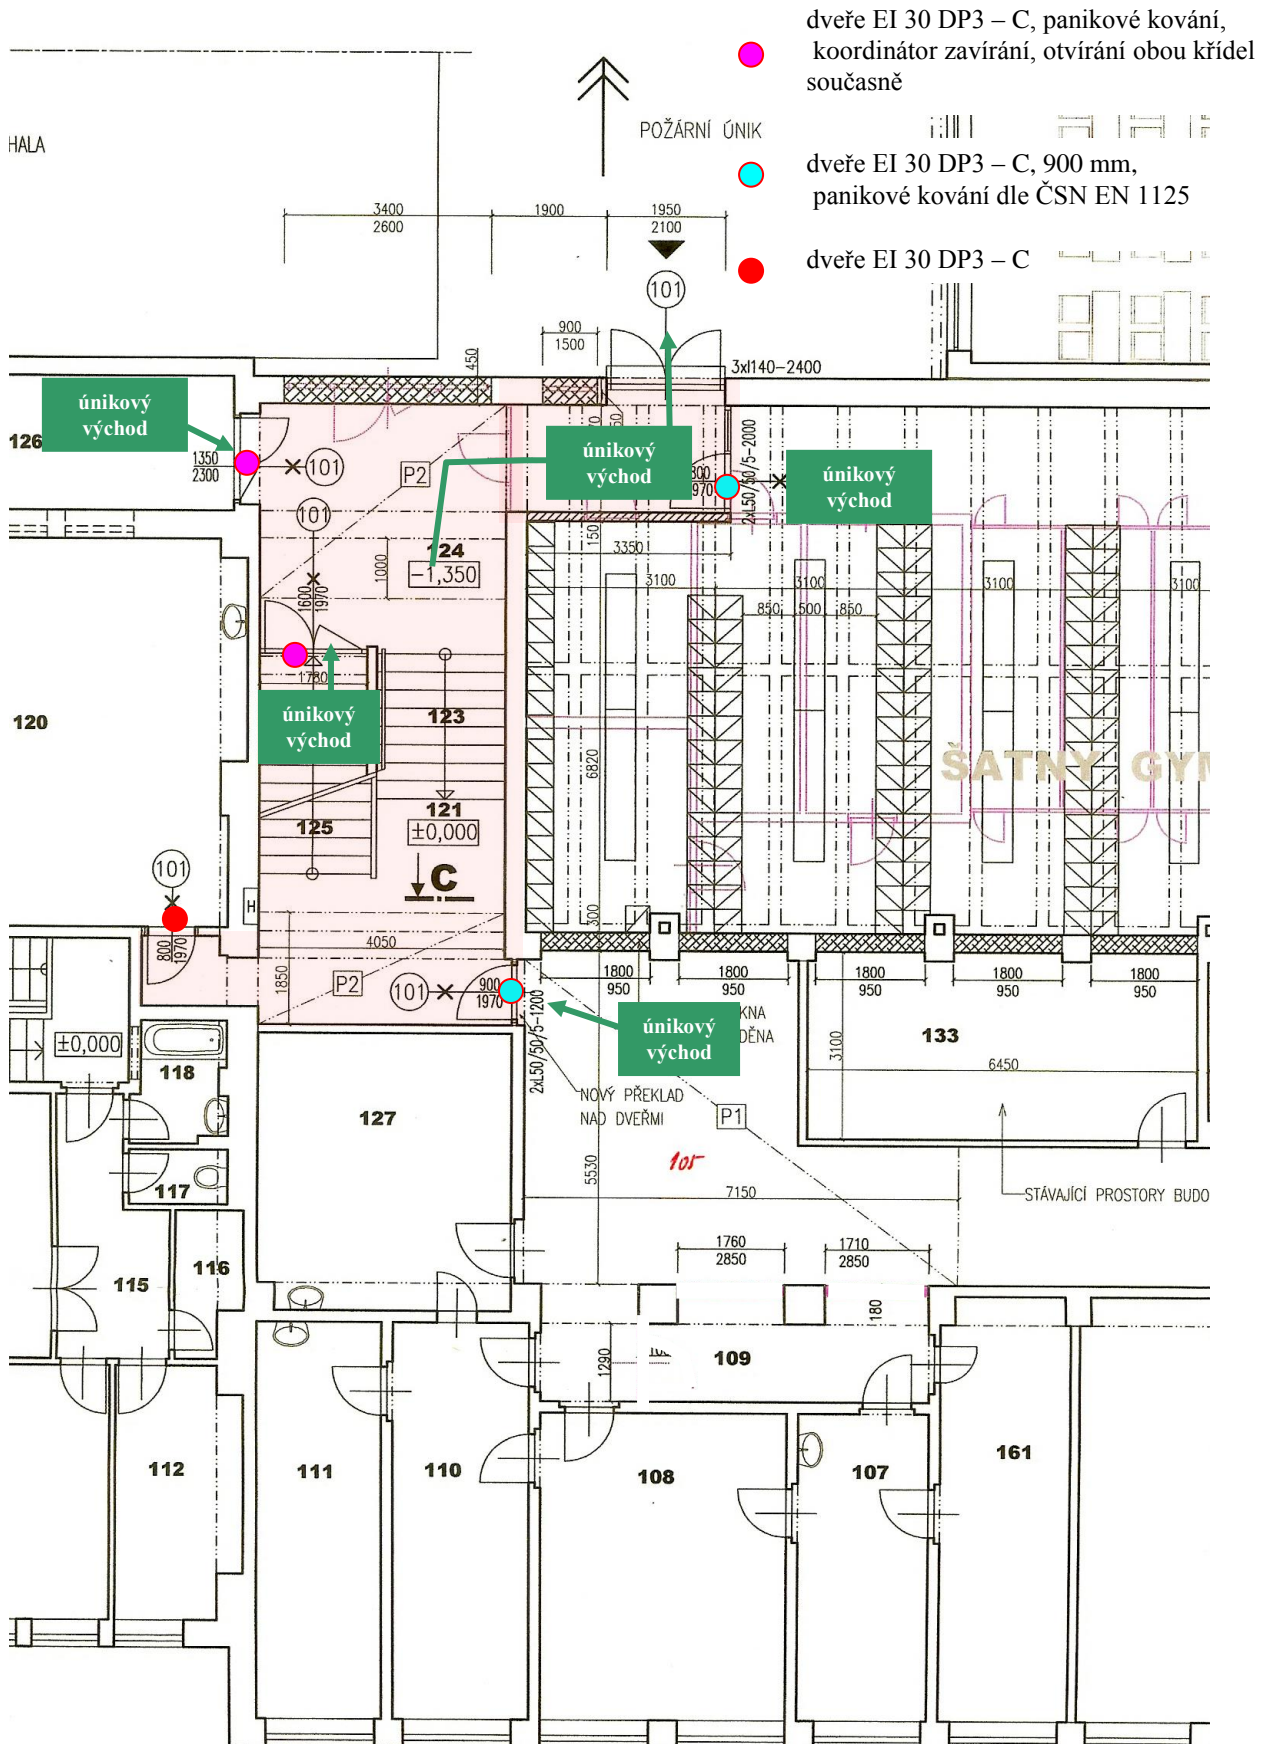 dveře EI 30 DP3 – C, panikové kování,
koordinátor zavírání, otvírání obou křídel
současně
POŽÁRNÍ ÚNIK
HALA
dveře EI 30 DP3 – C, 900 mm,
panikové kování dle ČSN EN 1125
3400
2600
1900
1950
2100
dveře EI 30 DP3 – C
101
900
1500
450
3xI140-2400
únikový
východ
126
1350
2300
101
P2
únikový
východ
1970
2xL50/50/5-2000
únikový
východ
101
150
124
-1,350
1000
3350
3100
3100
3100
3100
1600
1970
850
500
850
1780
únikový
východ
120
123
6820
ŠATNY GYM
121
±0,000
125
C
101
H
300
800
1970
4050
1850
P2
101
900
1970
2xL50/50/5-1200
1800
950
1800
950
1800
950
1800
950
1800
950
únikový
východ
KNA
DĚNA
3100
133
6450
±0,000
118
NOVÝ PŘEKLAD
NAD DVEŘMI
P1
127
105
5530
7150
117
STÁVAJÍCÍ PROSTORY BUDO
1760
2850
1710
2850
116
115
180
1290
109
112
111
110
108
107
161